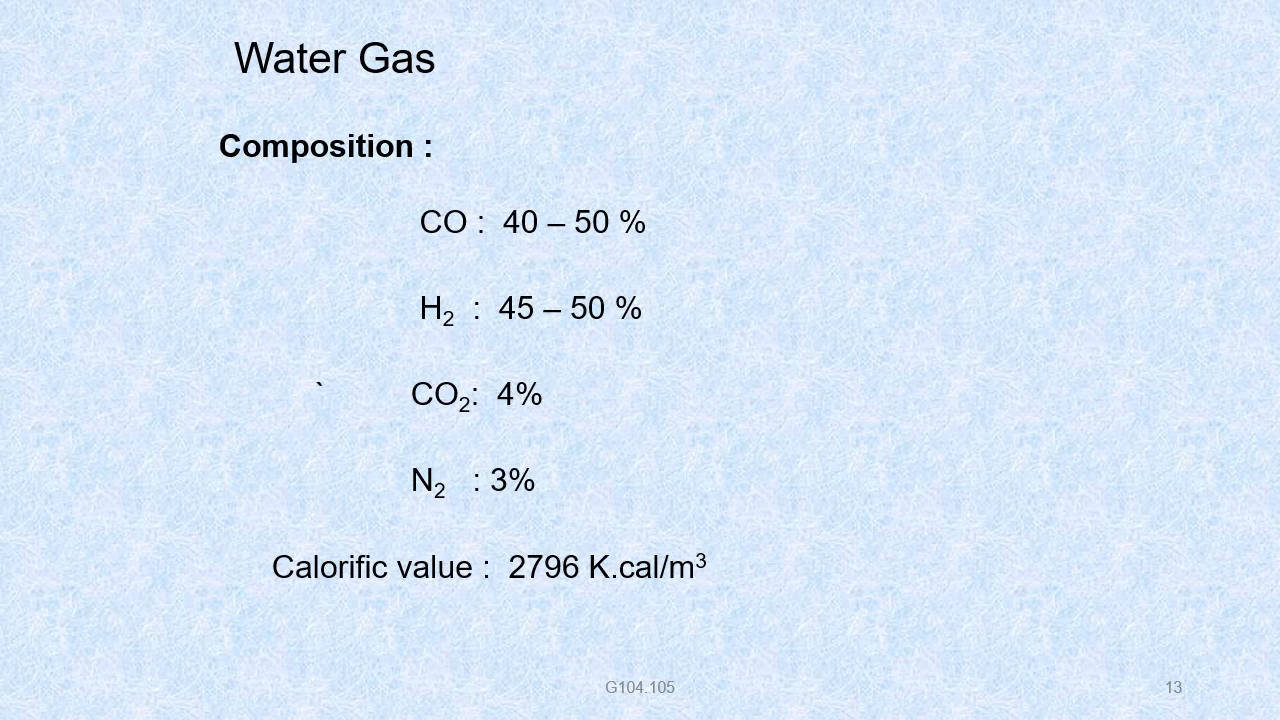 Water Gas
Composition :
CO :  40 – 50 %
H₂  :  45 – 50 %
` CO₂:  4%
N₂   : 3%
Calorific value :  2796 K.cal/m³
G104.105
13